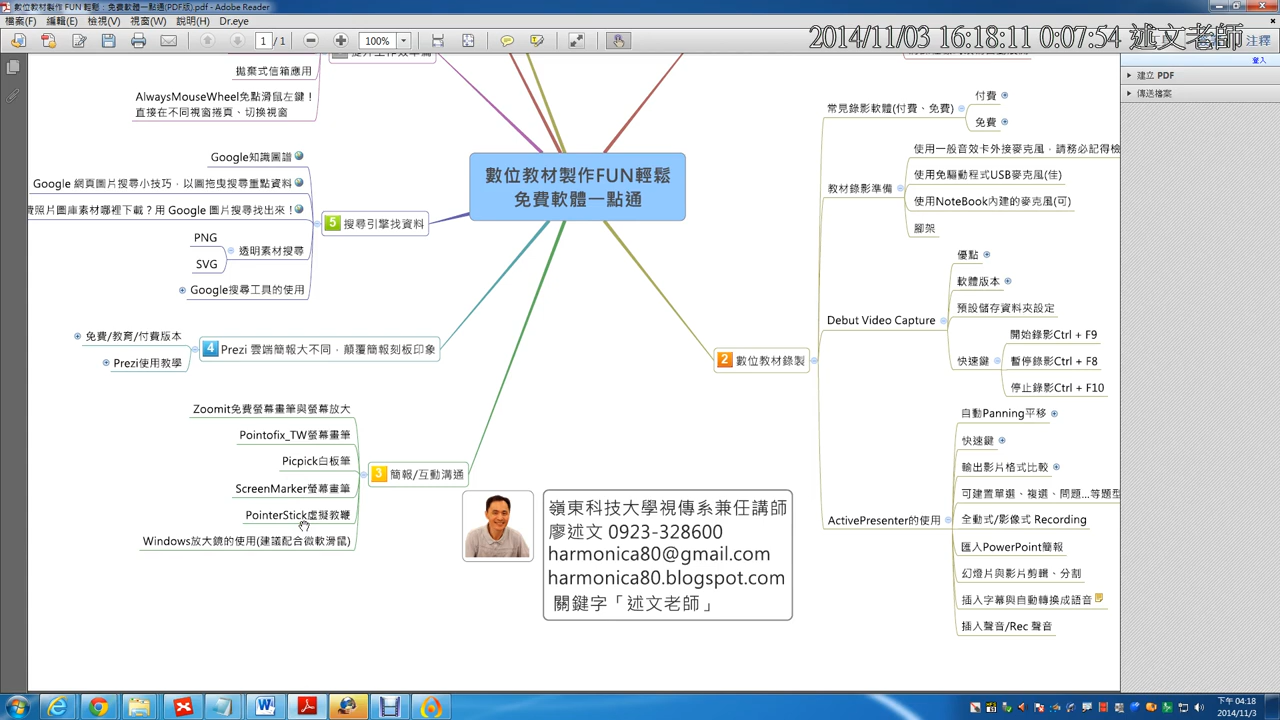 數位教材製作 FUN 輕鬆：免費軟體一點通(PDF版).pdf - Adobe Reader
檔案(F) 編輯(E) 檢視(V) 視窗(W) 說明(H) Dr.eye
1 / 1
100%
2014/11/03 16:18:11 0:07:54 述文老師
註釋
登入
建立 PDF
傳送檔案
拋棄式信箱應用
AlwaysMouseWheel免點滑鼠左鍵！
直接在不同視窗捲頁、切換視窗
數位教材製作FUN輕鬆
免費軟體一點通
Google知識圖譜
Google 網頁圖片搜尋小技巧，以圖拖曳搜尋重點資料
費照片圖庫素材哪裡下載？用 Google 圖片搜尋找出來！
PNG
SVG
透明素材搜尋
Google搜尋工具的使用
5 搜尋引擎找資料
免費/教育/付費版本
Prezi使用教學
4 Prezi 雲端簡報大不同，顛覆簡報刻板印象
Zoomit免費螢幕畫筆與螢幕放大
Pointofix_TW螢幕畫筆
Picpick白板筆
ScreenMarker螢幕畫筆
PointerStick虛擬教鞭
Windows放大鏡的使用(建議配合微軟滑鼠)
3 簡報/互動溝通
2 數位教材錄製
常見錄影軟體(付費、免費)
付費
免費
教材錄影準備
使用一般音效卡外接麥克風，請務必記得檢
使用免驅動程式USB麥克風(佳)
使用NoteBook內建的麥克風(可)
腳架
Debut Video Capture
優點
軟體版本
預設儲存資料夾設定
快速鍵
開始錄影Ctrl + F9
暫停錄影Ctrl + F8
停止錄影Ctrl + F10
ActivePresenter的使用
自動Panning平移
快速鍵
輸出影片格式比較
可建置單選、複選、問題...等題型
全動式/影像式 Recording
匯入PowerPoint簡報
幻燈片與影片剪輯、分割
插入字幕與自動轉換成語音
插入聲音/Rec 聲音
嶺東科技大學視傳系兼任講師
廖述文 0923-328600
harmonica80@gmail.com
harmonica80.blogspot.com
關鍵字「述文老師」
下午 04:18
2014/11/3